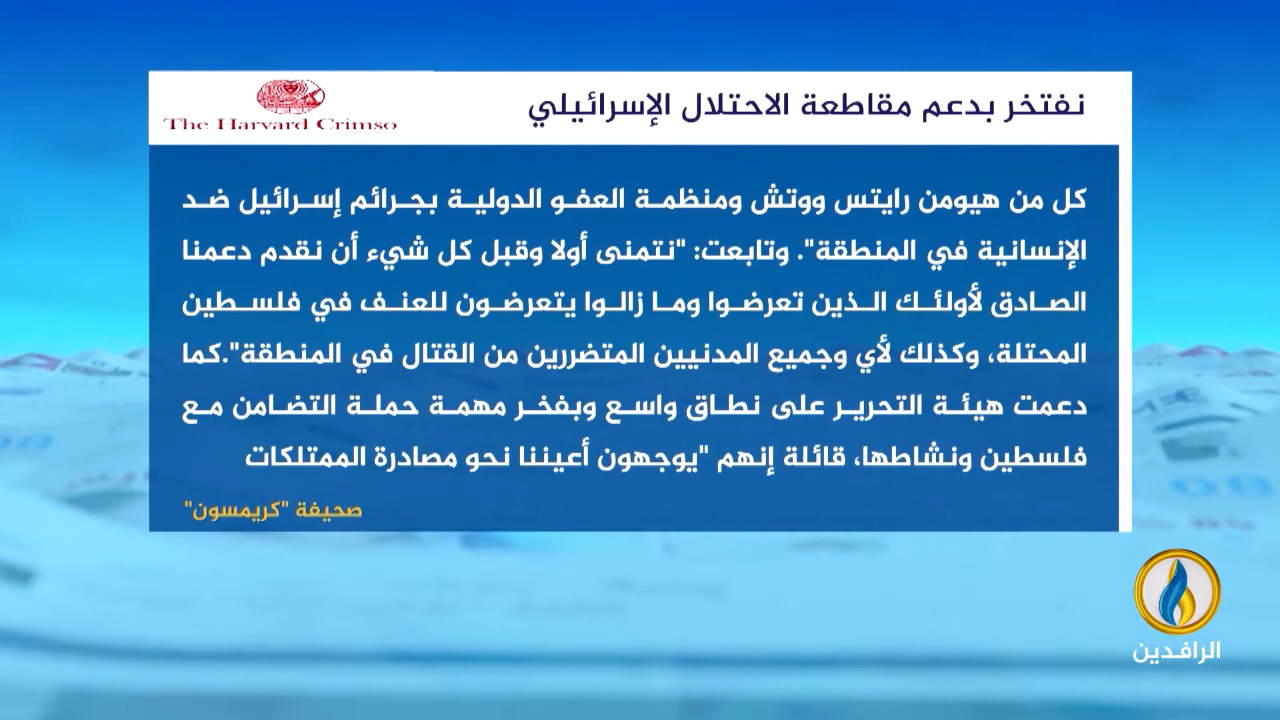 The Harvard Crimso
نفتخر بدعم مقاطعة الاحتلال الإسرائيلي
كل من هيومن رايتس ووتش ومنظمة العفو الدولية بجرائم إسرائيل ضد
الإنسانية في المنطقة". وتابعت: "نتمنى أولا وقبل كل شيء أن نقدم دعمنا
الصادق لأولئك الذين تعرضوا وما زالوا يتعرضون للعنف في فلسطين
المحتلة، وكذلك لأي وجميع المدنيين المتضررين من القتال في المنطقة".كما
دعمت هيئة التحرير على نطاق واسع وبفخر مهمة حملة التضامن مع
فلسطين ونشاطها، قائلة إنهم "يوجهون أعيننا نحو مصادرة الممتلكات
صحيفة "كريمسون"
الرافدين